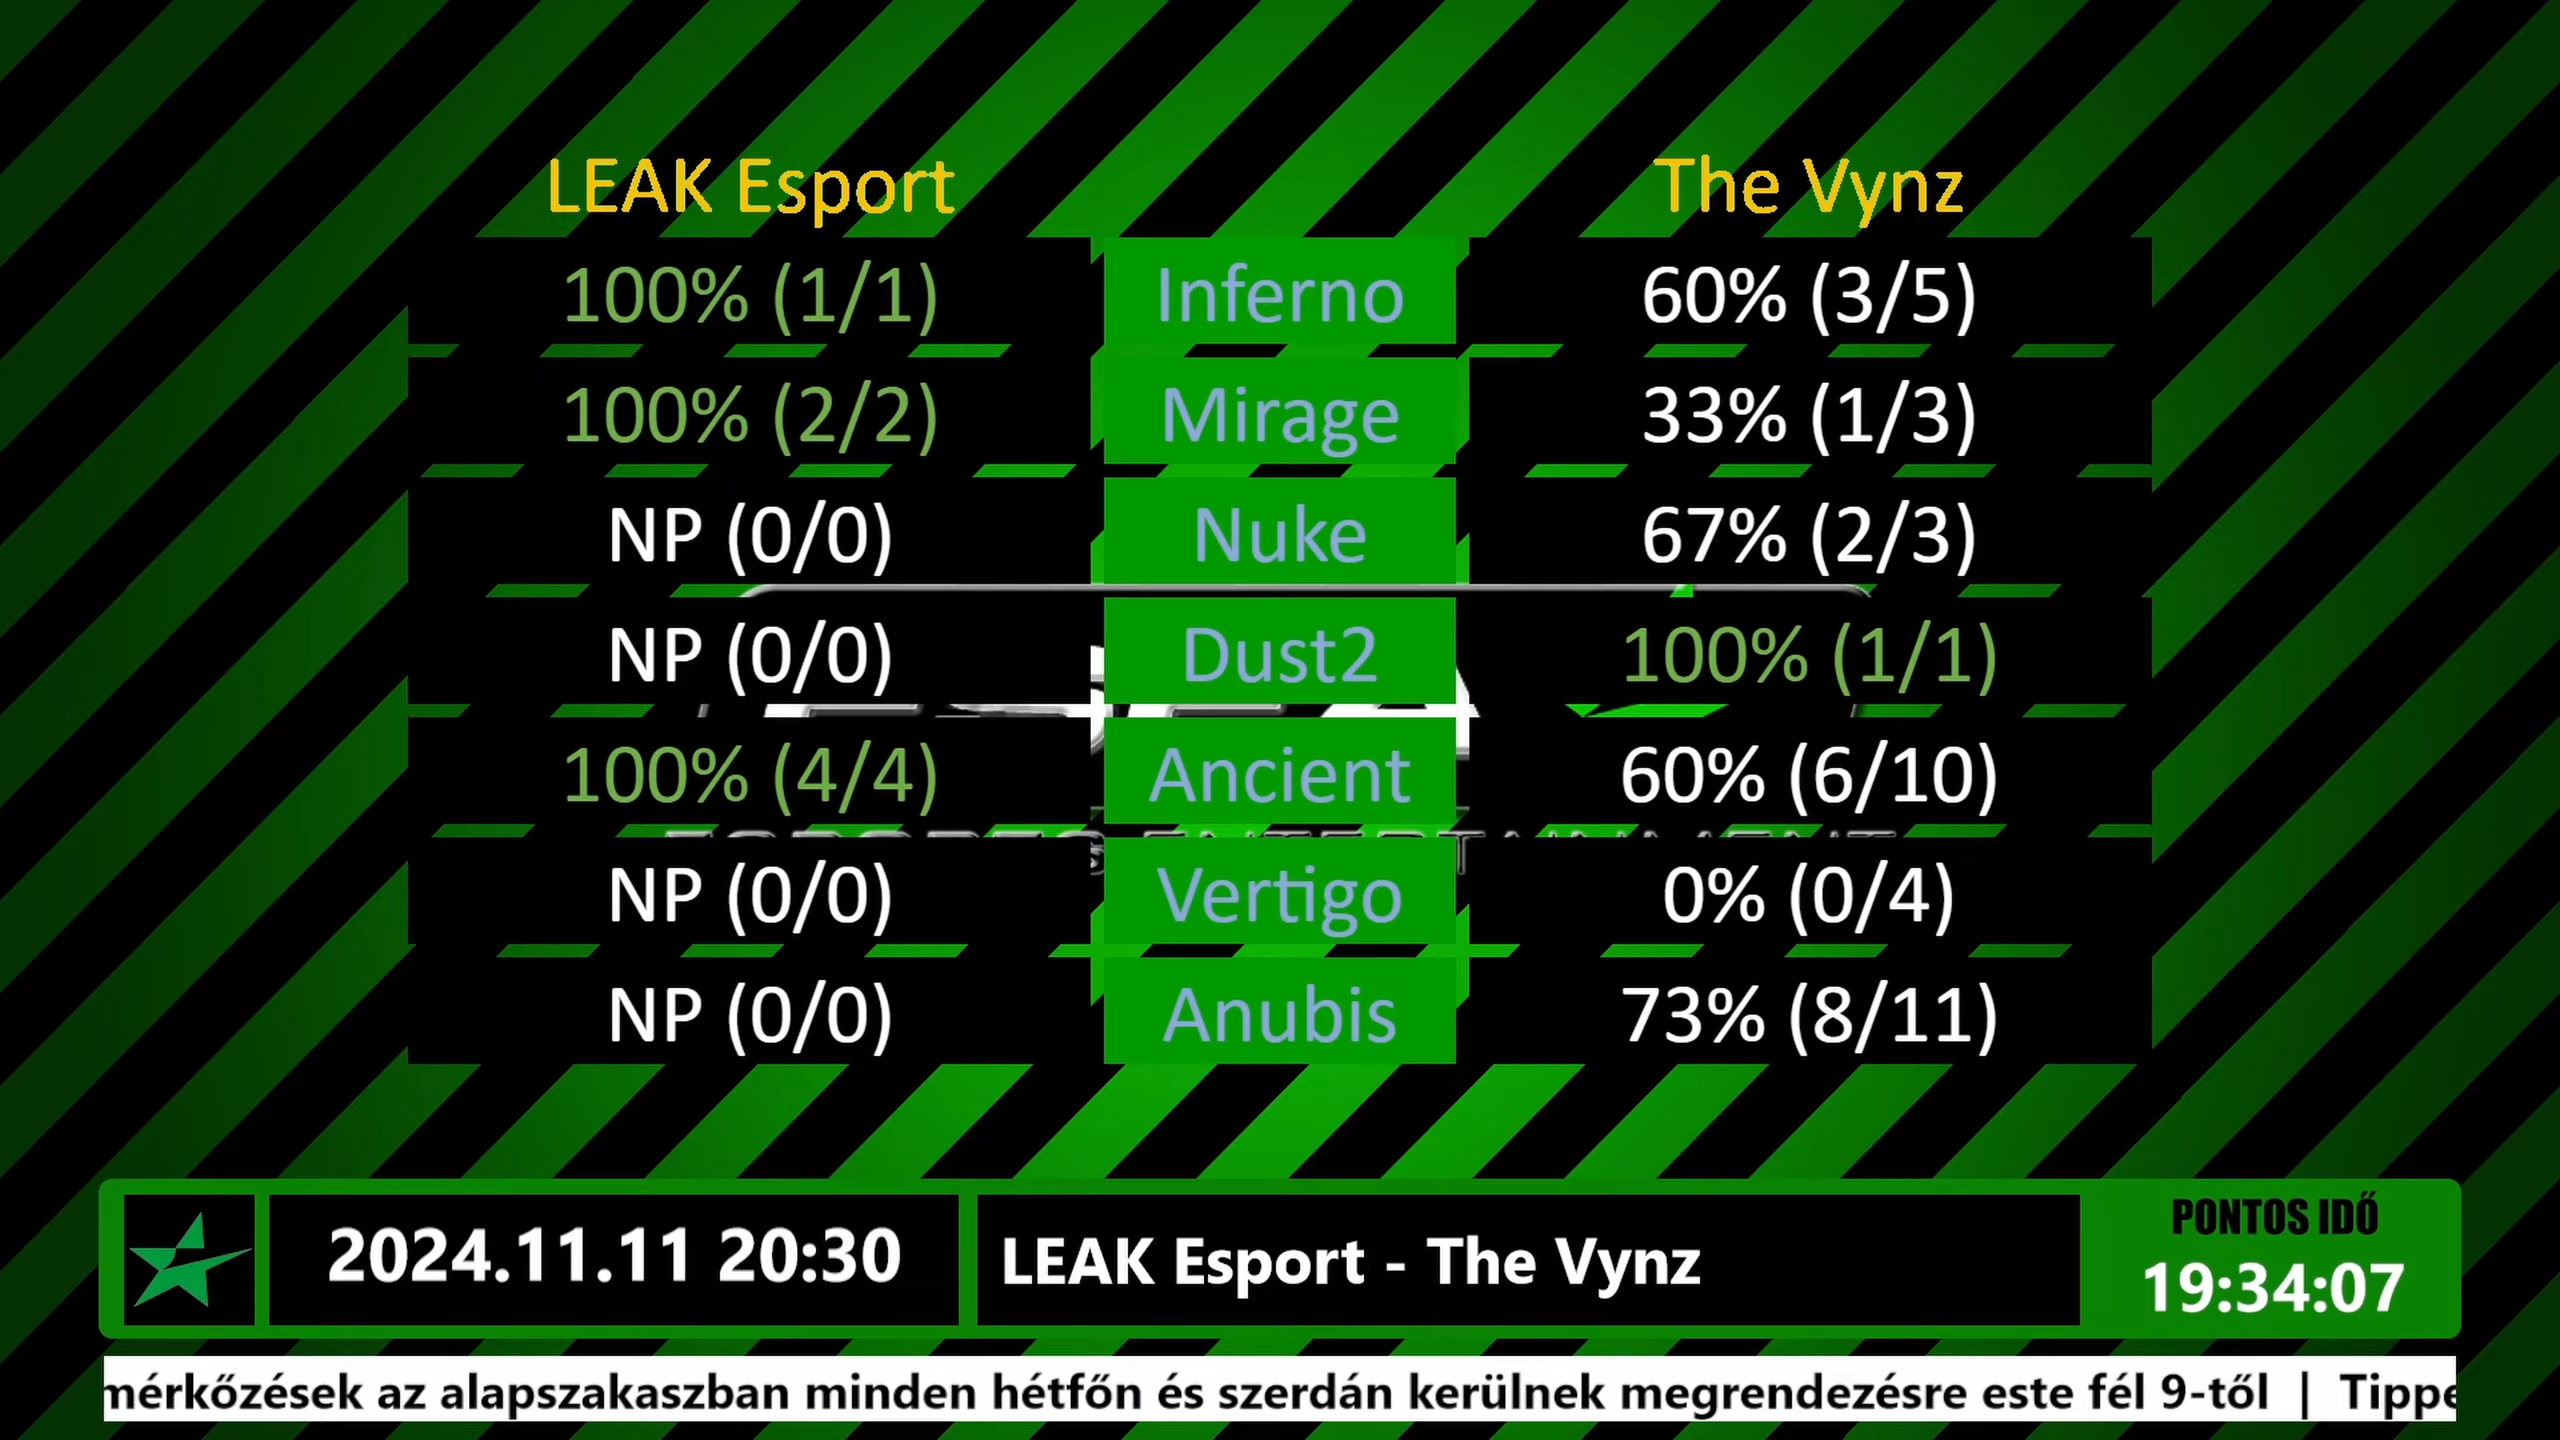 LEAK Esport The Vynz
100% (1/1) Inferno 60% (3/5)
100% (2/2) Mirage 33% (1/3)
NP (0/0) Nuke 67% (2/3)
NP (0/0) Dust2 100% (1/1)
100% (4/4) Ancient 60% (6/10)
NP (0/0) Vertigo 0% (0/4)
NP (0/0) Anubis 73% (8/11)
2024.11.11 20:30 LEAK Esport - The Vynz
PONTOS IDŐ
19:34:07
mérkőzések az alapszakaszban minden hétfőn és szerdán kerülnek megrendezésre este fél 9-től | Tippe